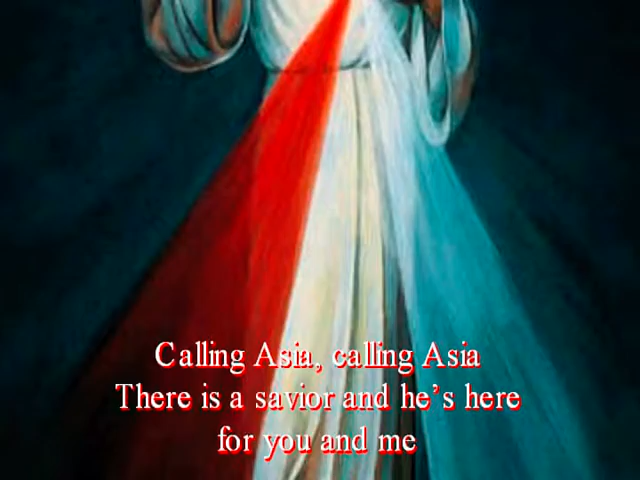 Calling Asia, calling Asia
There is a savior and he's here
for you and me